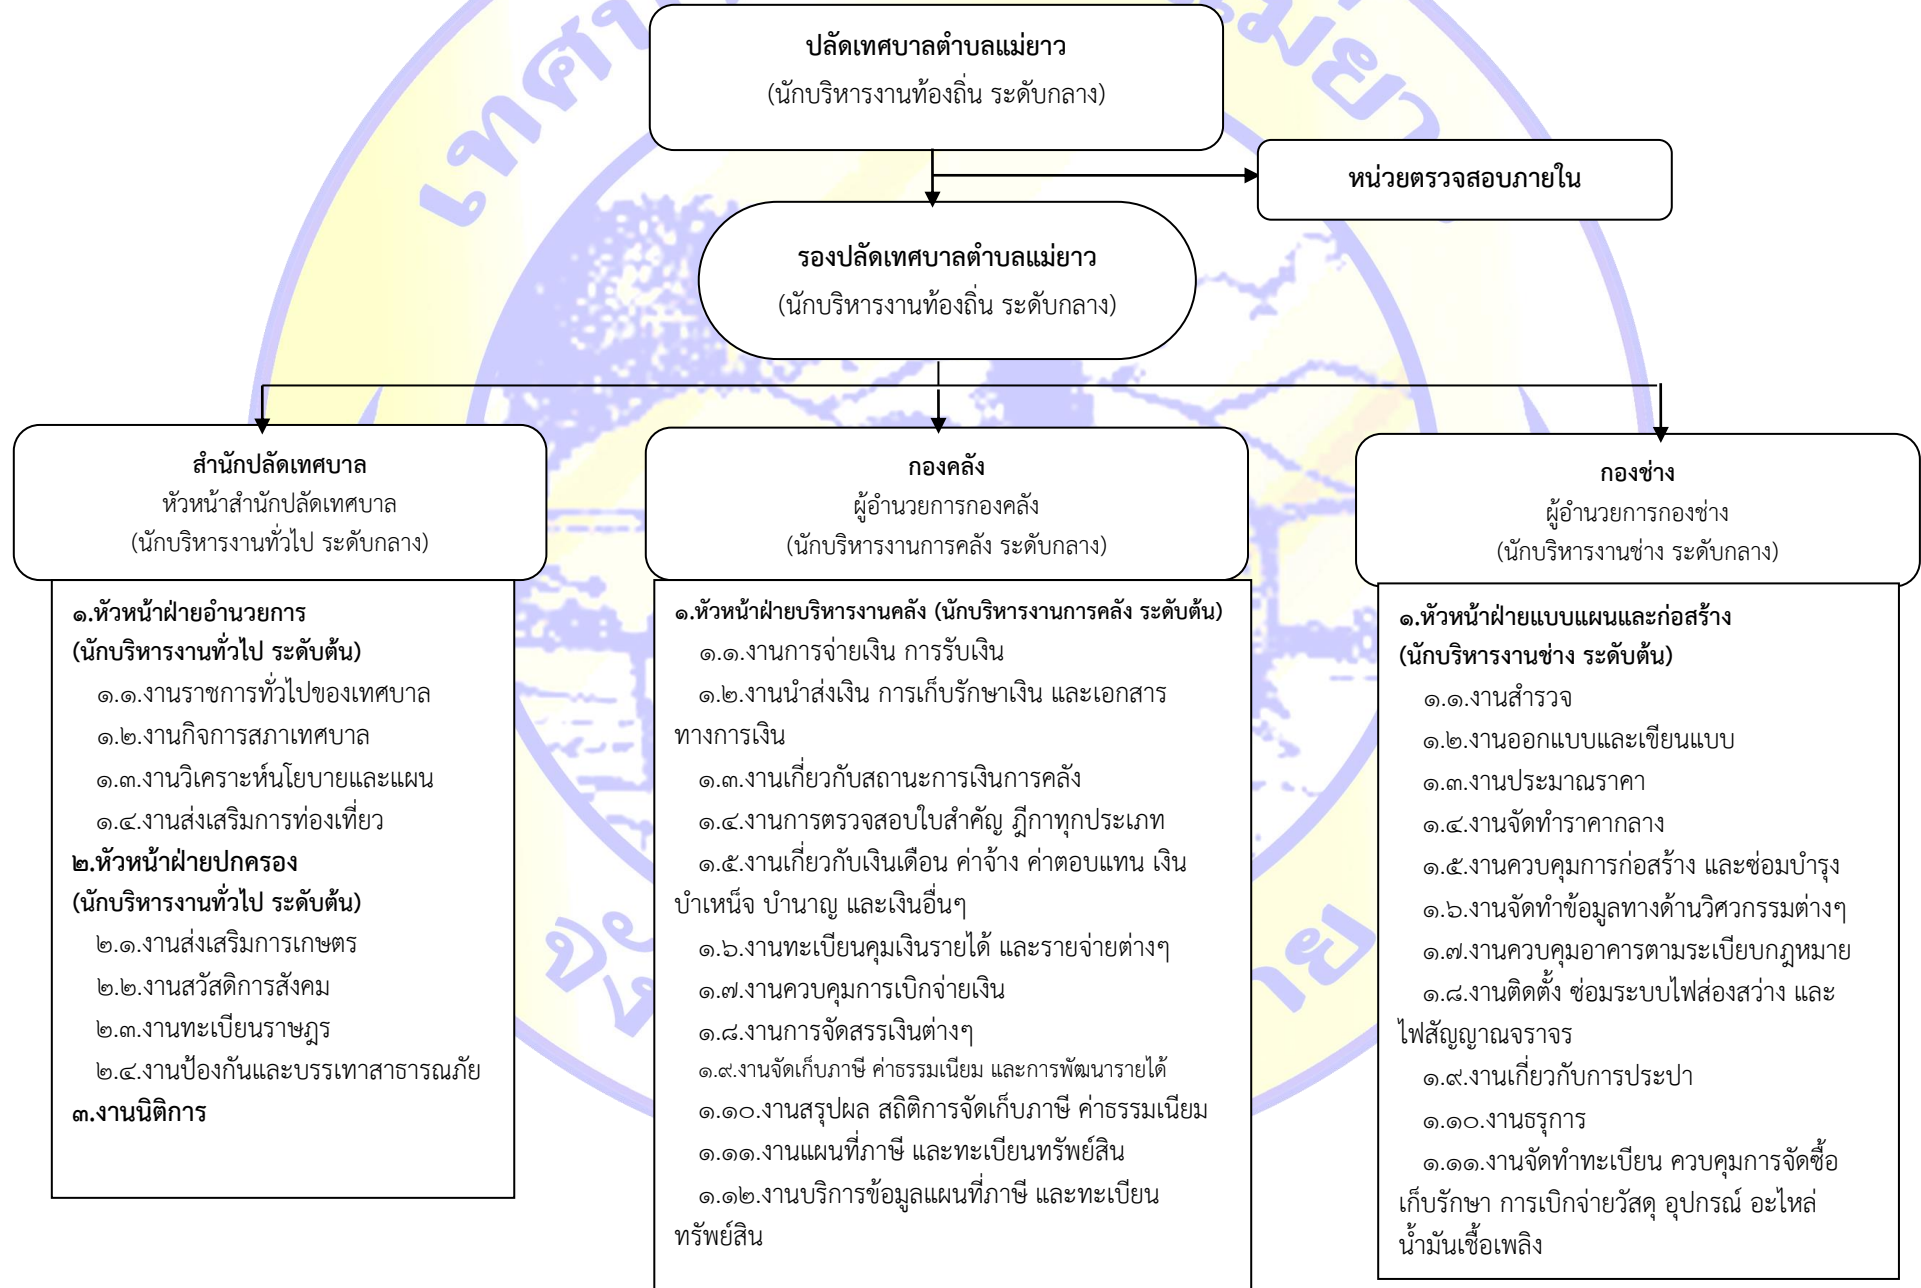 ปลัดเทศบาลตำบลแม่ยาว
(นักบริหารงานท้องถิ่น ระดับกลาง)
หน่วยตรวจสอบภายใน
รองปลัดเทศบาลตำบลแม่ยาว
(นักบริหารงานท้องถิ่น ระดับกลาง)
สำนักปลัดเทศบาล
หัวหน้าสำนักปลัดเทศบาล
(นักบริหารงานทั่วไป ระดับกลาง)
๑.หัวหน้าฝ่ายอำนวยการ
(นักบริหารงานทั่วไป ระดับต้น)
๑.๑.งานราชการทั่วไปของเทศบาล
๑.๒.งานกิจการสภาเทศบาล
๑.๓.งานวิเคราะห์นโยบายและแผน
๑.๔.งานส่งเสริมการท่องเที่ยว
๒.หัวหน้าฝ่ายปกครอง
(นักบริหารงานทั่วไป ระดับต้น)
๒.๑.งานส่งเสริมการเกษตร
๒.๒.งานสวัสดิการสังคม
๒.๓.งานทะเบียนราษฎร
๒.๔.งานป้องกันและบรรเทาสาธารณภัย
๓.งานนิติการ
กองคลัง
ผู้อำนวยการกองคลัง
(นักบริหารงานการคลัง ระดับกลาง)
๑.หัวหน้าฝ่ายบริหารงานคลัง (นักบริหารงานการคลัง ระดับต้น)
๑.๑.งานการจ่ายเงิน การรับเงิน
๑.๒.งานนำส่งเงิน การเก็บรักษาเงิน และเอกสาร
ทางการเงิน
๑.๓.งานเกี่ยวกับสถานะการเงินการคลัง
๑.๔.งานการตรวจสอบใบสำคัญ ฎีกาทุกประเภท
๑.๕.งานเกี่ยวกับเงินเดือน ค่าจ้าง ค่าตอบแทน เงิน
บำเหน็จ บำนาญ และเงินอื่นๆ
๑.๖.งานทะเบียนคุมเงินรายได้ และรายจ่ายต่างๆ
๑.๗.งานควบคุมการเบิกจ่ายเงิน
๑.๘.งานการจัดสรรเงินต่างๆ
๑.๙.งานจัดเก็บภาษี ค่าธรรมเนียม และการพัฒนารายได้
๑.๑๐.งานสรุปผล สถิติการจัดเก็บภาษี ค่าธรรมเนียม
๑.๑๑.งานแผนที่ภาษี และทะเบียนทรัพย์สิน
๑.๑๒.งานบริการข้อมูลแผนที่ภาษี และทะเบียน
ทรัพย์สิน
กองช่าง
ผู้อำนวยการกองช่าง
(นักบริหารงานช่าง ระดับกลาง)
๑.หัวหน้าฝ่ายแบบแผนและก่อสร้าง
(นักบริหารงานช่าง ระดับต้น)
๑.๑.งานสำรวจ
๑.๒.งานออกแบบและเขียนแบบ
๑.๓.งานประมาณราคา
๑.๔.งานจัดทำราคากลาง
๑.๕.งานควบคุมการก่อสร้าง และซ่อมบำรุง
๑.๖.งานจัดทำข้อมูลทางด้านวิศวกรรมต่างๆ
๑.๗.งานควบคุมอาคารตามระเบียบกฎหมาย
๑.๘.งานติดตั้ง ซ่อมระบบไฟส่องสว่าง และ
ไฟสัญญาณจราจร
๑.๙.งานเกี่ยวกับการประปา
๑.๑๐.งานธรุการ
๑.๑๑.งานจัดทำทะเบียน ควบคุมการจัดซื้อ
เก็บรักษา การเบิกจ่ายวัสดุ อุปกรณ์ อะไหล่
น้ำมันเชื้อเพลิง